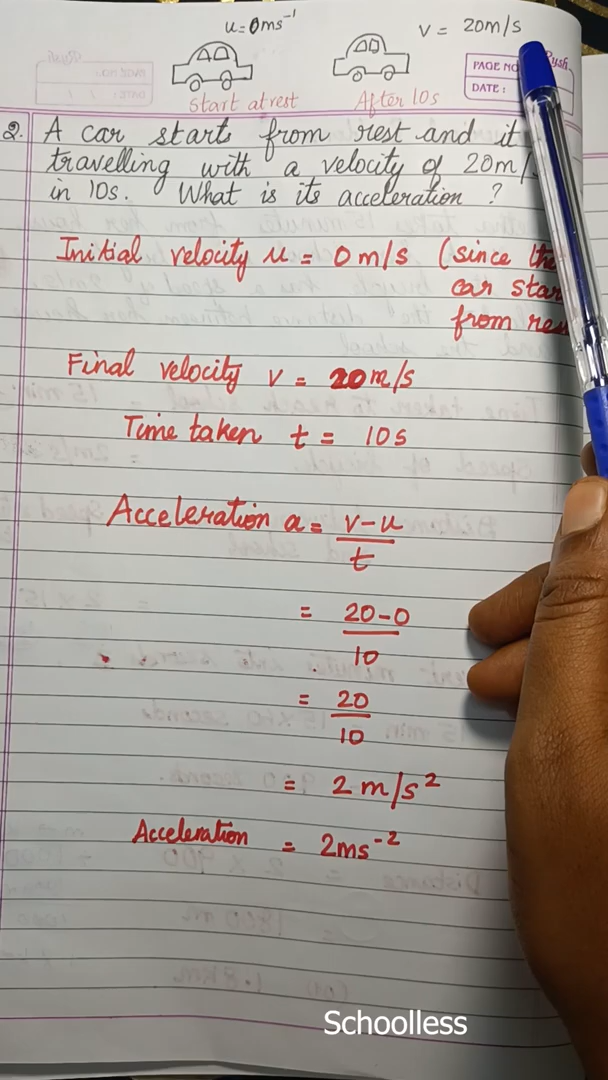 u = 0ms⁻¹
v = 20m/s
Start at rest
After 10s
PAGE NO
DATE :
2. A car starts from rest and it
travelling with a velocity of 20m/
in 10s. What is its acceleration ?
Initial velocity u = 0 m/s (since the
car star
from res
Final velocity v = 20m/s
Time taken t = 10s
Acceleration a = v-u
t
= 20-0
10
= 20
10
= 2 m/s²
Acceleration = 2ms⁻²
Schoolless